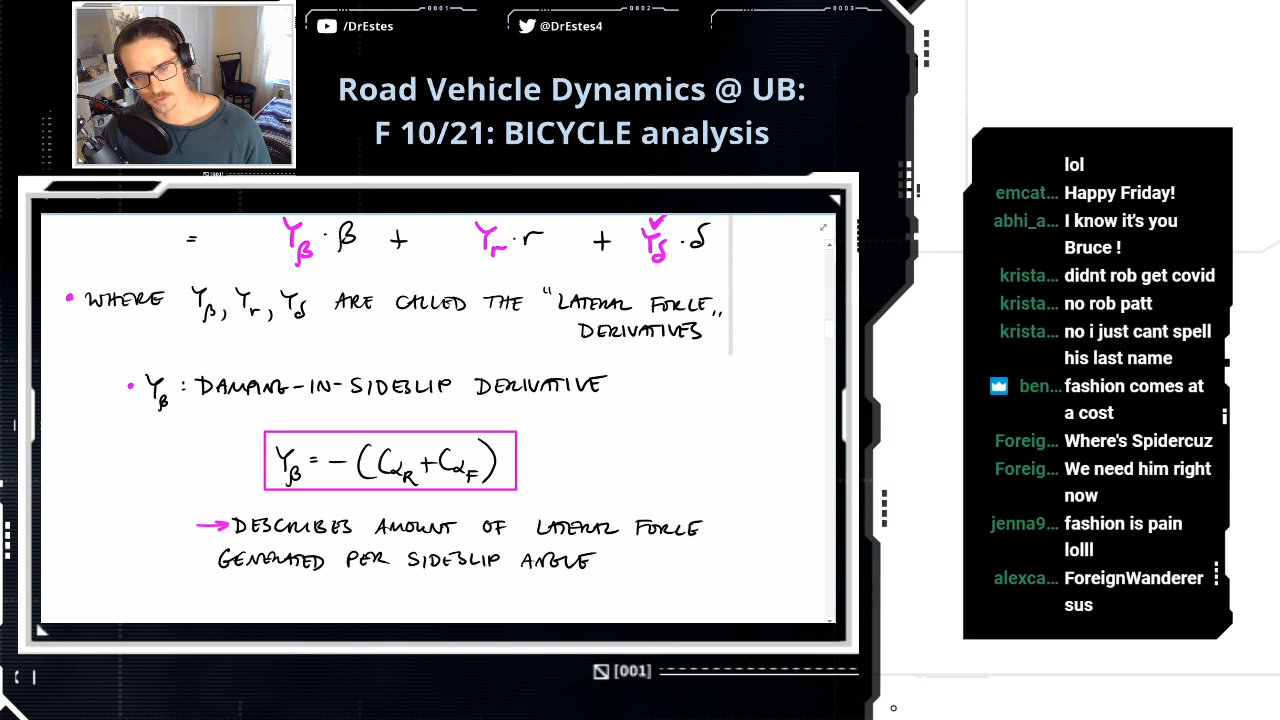 0001
0002
0003
/DrEstes
@DrEstes4
Road Vehicle Dynamics @ UB:
F 10/21: BICYCLE analysis
[001]
= Yβ · β + Yr · r + Yδ · δ
• WHERE Yβ, Yr, Yδ ARE CALLED THE "LATERAL FORCE
DERIVATIVES"
• Yβ : DAMPING-IN-SIDESLIP DERIVATIVE
Yβ = - (CαR + CαF)
→ DESCRIBES AMOUNT OF LATERAL FORCE
GENERATED PER SIDESLIP ANGLE
[001]
lol
emcat… Happy Friday!
abhi_a… I know it's you
Bruce !
krista… didnt rob get covid
krista… no rob patt
krista… no i just cant spell
his last name
ben… fashion comes at
a cost
Foreig… Where's Spidercuz
Foreig… We need him right
now
jenna9… fashion is pain
lolll
alexca… ForeignWanderer
sus